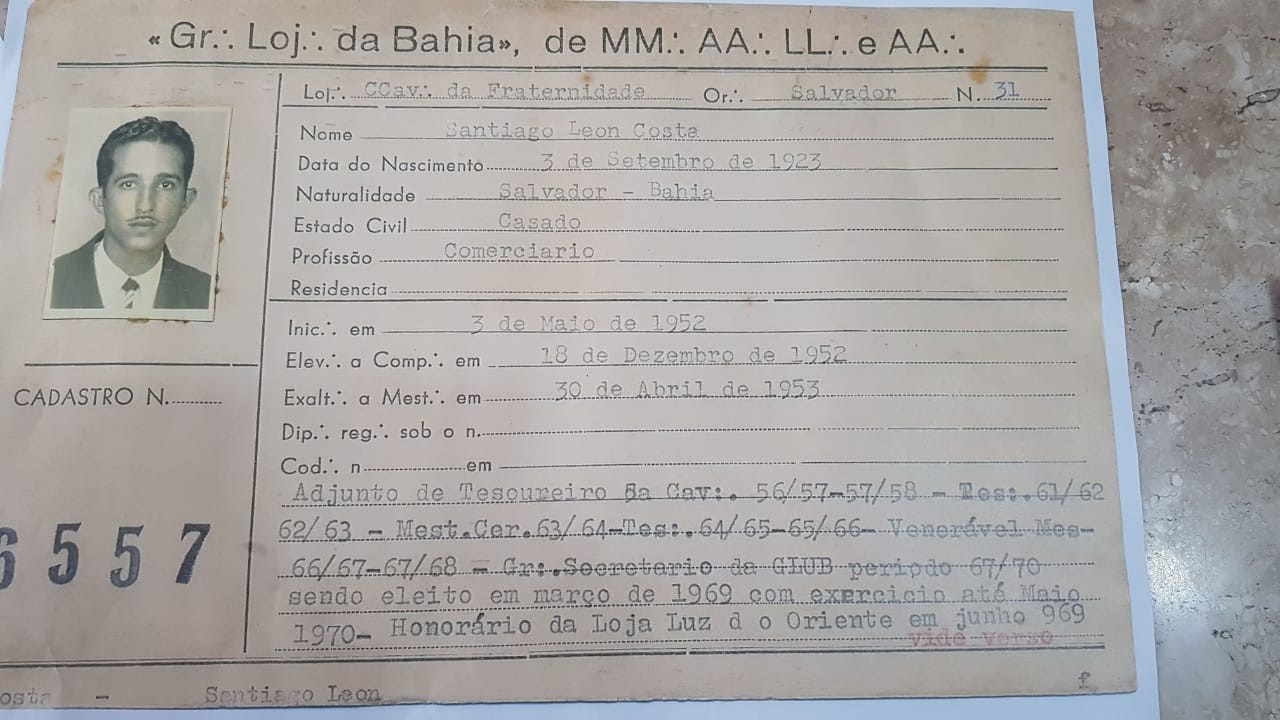 « Gr∴ Loj∴ da Bahia», de MM∴ AA∴ LL∴ e AA∴
Loj∴ CCav∴ da Fraternidade Or∴ Salvador N. 31
Nome Santiago Leon Costa
Data do Nascimento 3 de Setembro de 1923
Naturalidade Salvador - Bahia
Estado Civil Casado
Profissão Comerciario
Residencia
Inic∴ em 3 de Maio de 1952
Elev∴ a Comp∴ em 18 de Dezembro de 1952
Exalt∴ a Mest∴ em 30 de Abril de 1953
Dip∴ reg∴ sob o n.
Cod∴ n em
CADASTRO N.
6557
Adjunto de Tesoureiro da Cav:. 56/57-57/58 - Tes:.61/62
62/63 - Mest.Cer.63/64-Tes:.64/65-65/66- Venerável Mes-
66/67-67/68 - Gr:.Secretario da GLUB periodo 67/70
sendo eleito em março de 1969 com exercicio até Maio
1970- Honorário da Loja Luz d o Oriente em junho 969
vide verso
osta - Santiago Leon
f